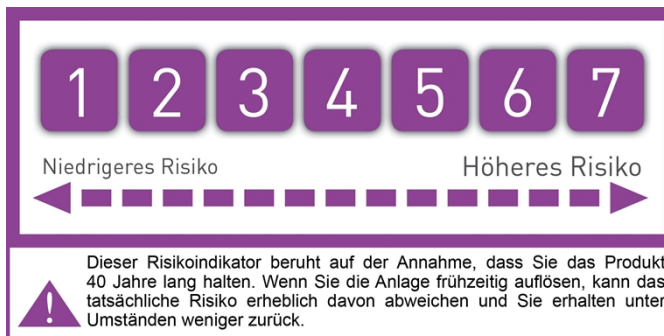 1 2 3 4 5 6 7
Niedrigeres Risiko Höheres Risiko
Dieser Risikoindikator beruht auf der Annahme, dass Sie das Produkt
40 Jahre lang halten. Wenn Sie die Anlage frühzeitig auflösen, kann das
tatsächliche Risiko erheblich davon abweichen und Sie erhalten unter
Umständen weniger zurück.